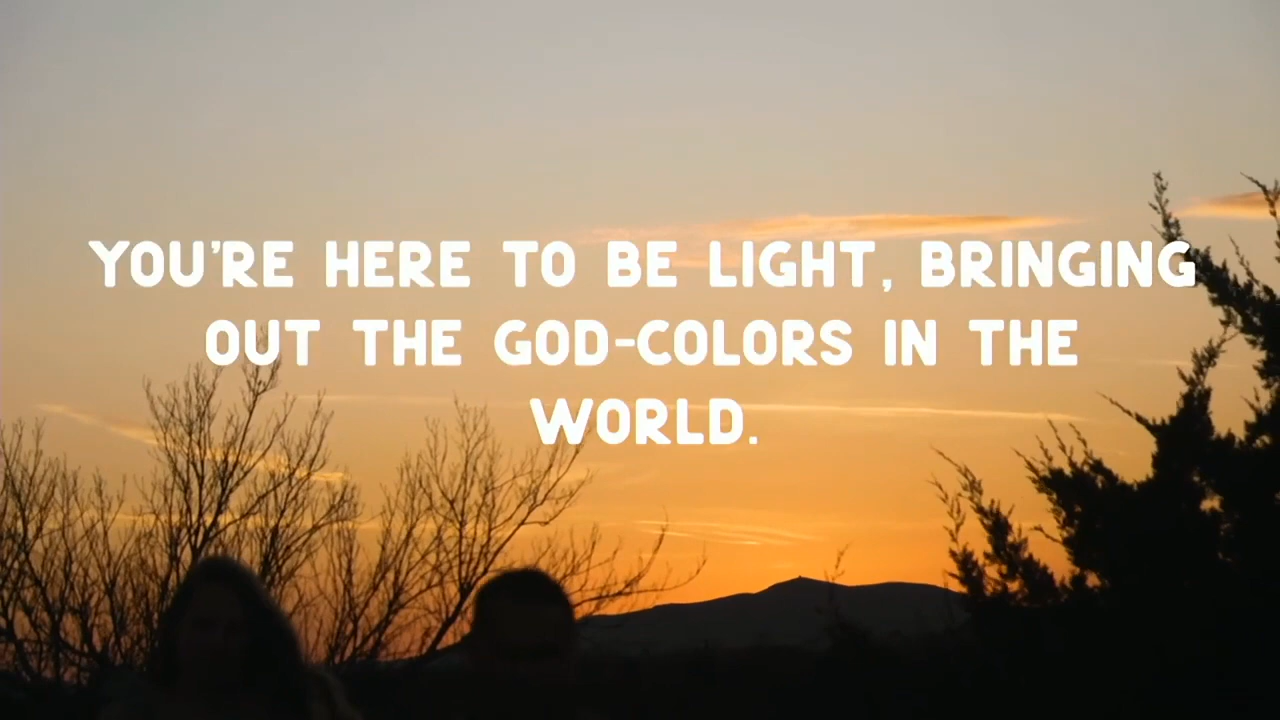 YOU'RE HERE TO BE LIGHT, BRINGING
OUT THE GOD-COLORS IN THE
WORLD.